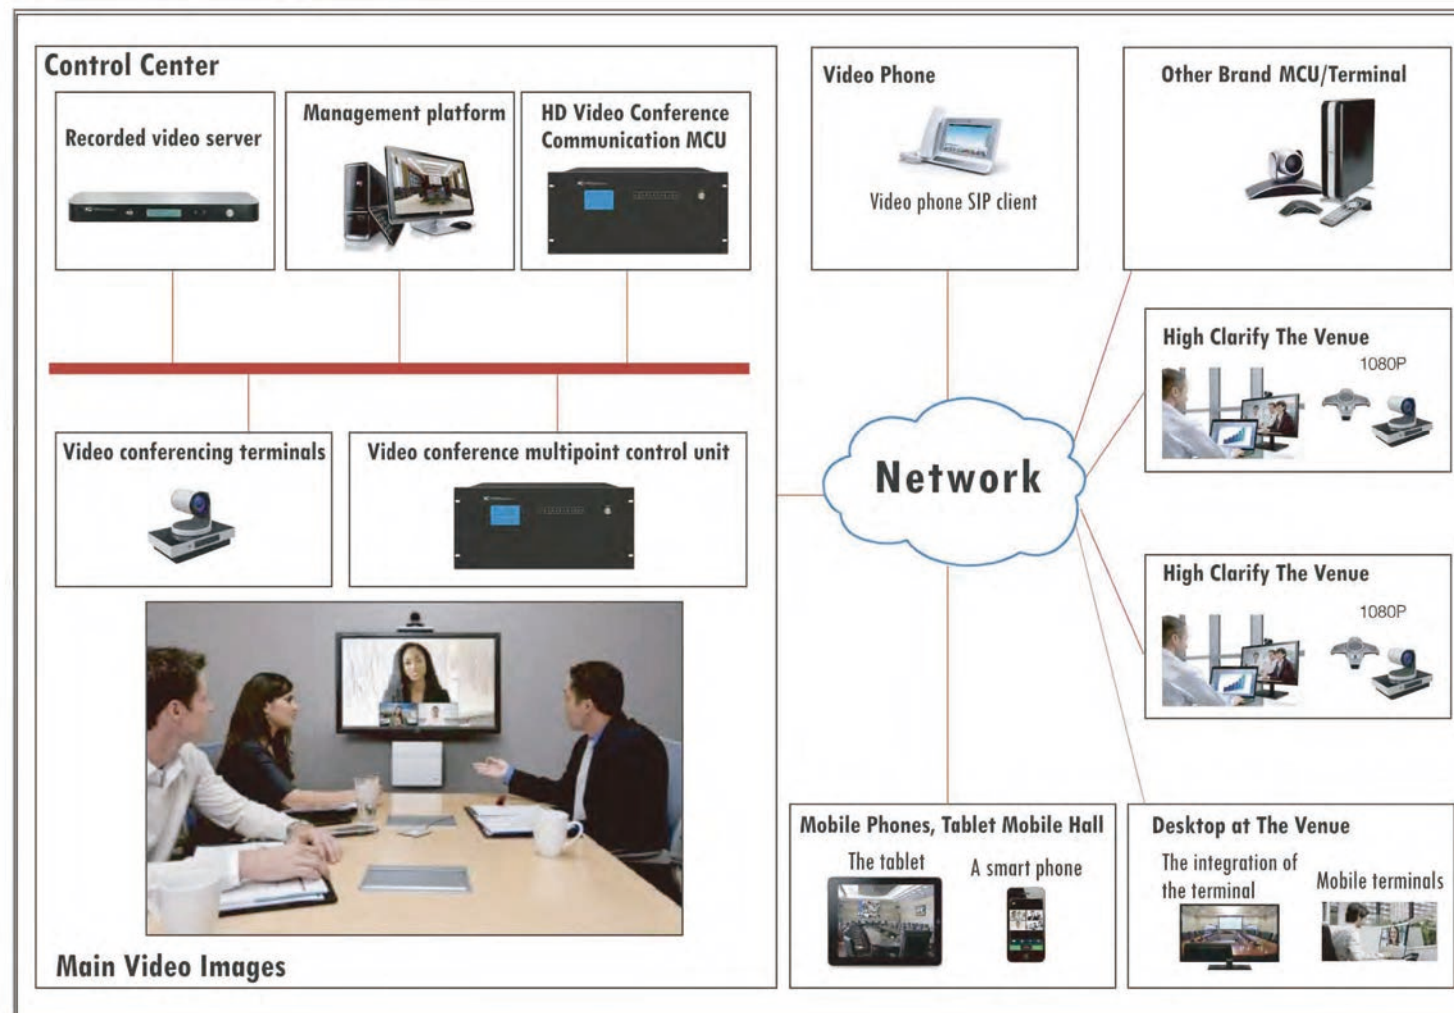 Control Center
Recorded video server
Management platform
HD Video Conference
Communication MCU
Video conferencing terminals
Video conference multipoint control unit
Main Video Images
Video Phone
Video phone SIP client
Other Brand MCU/Terminal
High Clarify The Venue
1080P
Network
High Clarify The Venue
1080P
Mobile Phones, Tablet Mobile Hall
The tablet
A smart phone
Desktop at The Venue
The integration of
the terminal
Mobile terminals